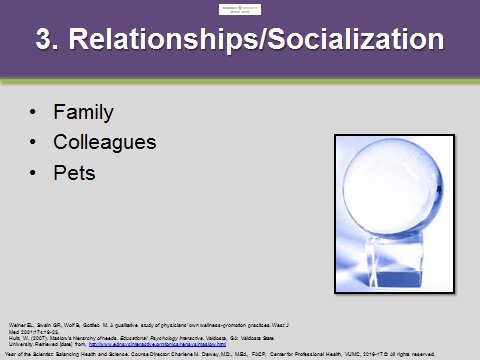 3. Relationships/Socialization
• Family
• Colleagues
• Pets
Weiner EL, Swain GR, Wolf B, Gottlieb M. A qualitative study of physicians' own wellness-promotion practices. West J
Med 2001;174:19-23.
Huitt, W. (2007). Maslow's hierarchy of needs. Educational Psychology Interactive. Valdosta, GA: Valdosta State
University. Retrieved [date] from, http://www.edpsycinteractive.org/topics/regsys/maslow.html
Year of the Scientist: Balancing Health and Science. Course Director: Charlene M. Dewey, M.D., M.Ed., FACP, Center for Professional Health, VUMC, 2016-17 © all rights reserved.